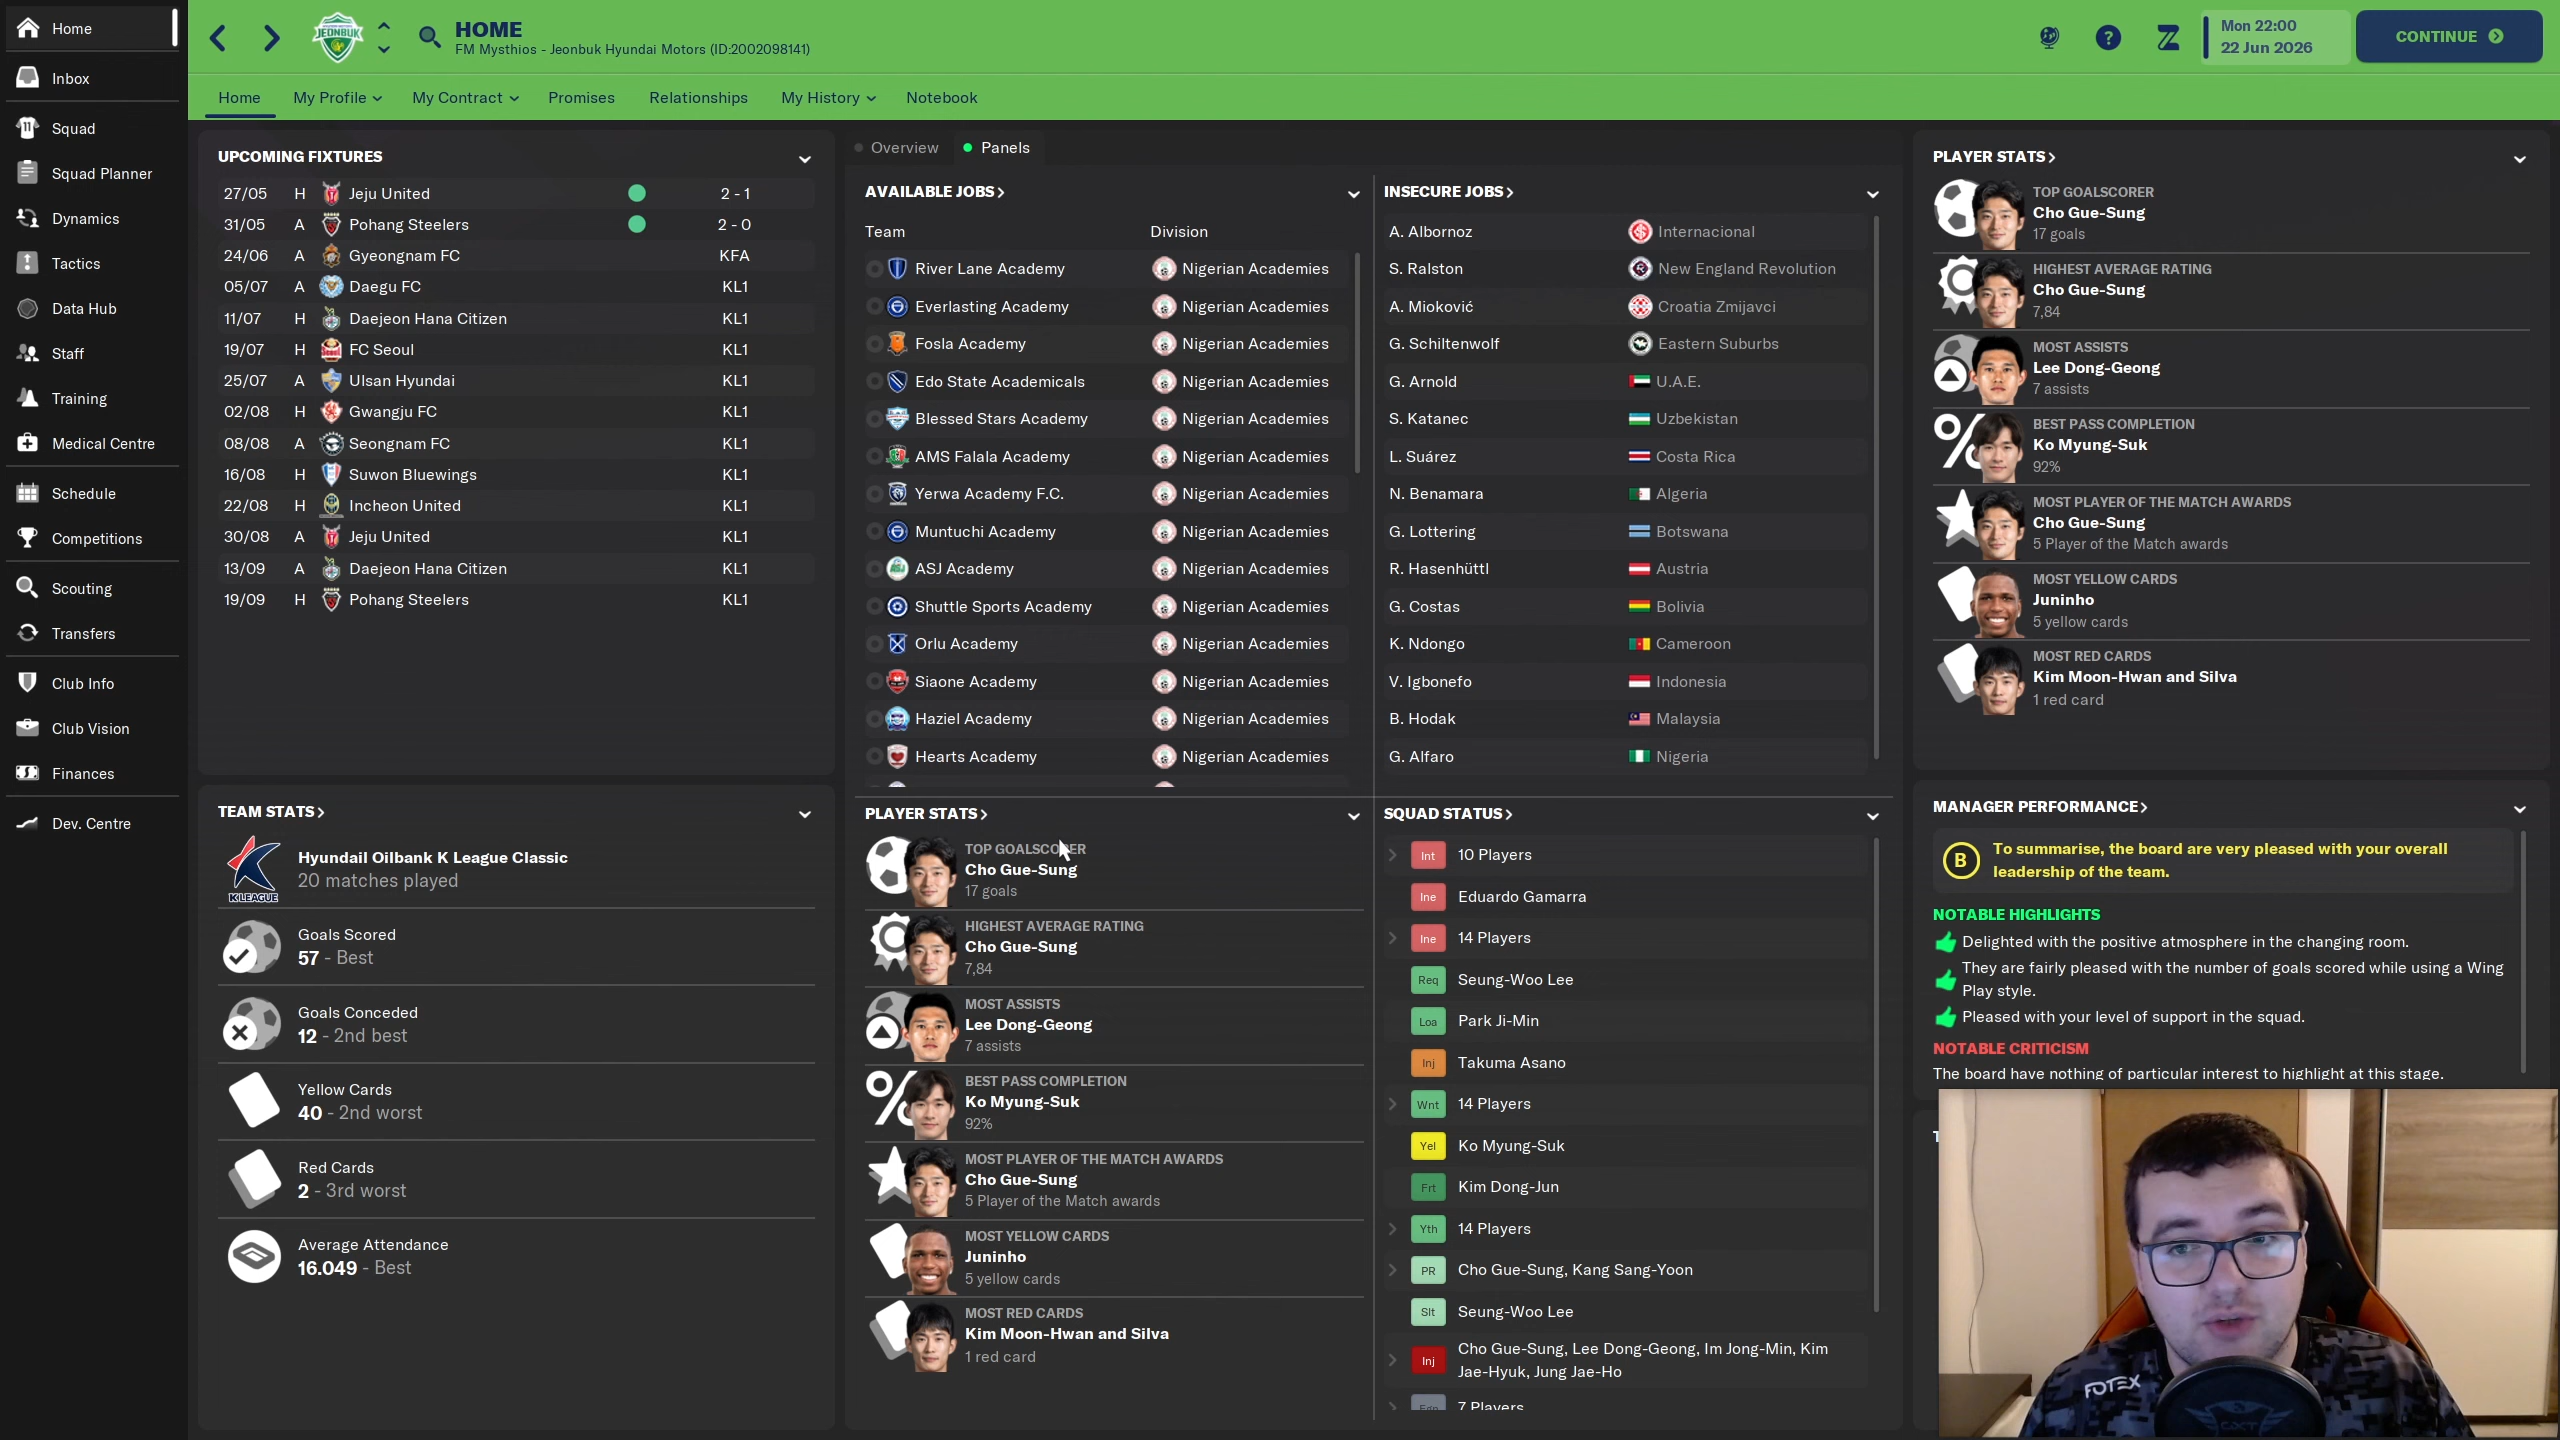 Home
Inbox
Squad
Squad Planner
Dynamics
Tactics
Data Hub
Staff
Training
Medical Centre
Schedule
Competitions
Scouting
Transfers
Club Info
Club Vision
Finances
Dev. Centre
JEONBUK
HOME
FM Mysthios - Jeonbuk Hyundai Motors (ID:2002098141)
Mon 22:00
22 Jun 2026
CONTINUE
Home
My Profile
My Contract
Promises
Relationships
My History
Notebook
UPCOMING FIXTURES
27/05 H Jeju United 2 - 1
31/05 A Pohang Steelers 2 - 0
24/06 A Gyeongnam FC KFA
05/07 A Daegu FC KL1
11/07 H Daejeon Hana Citizen KL1
19/07 H FC Seoul KL1
25/07 A Ulsan Hyundai KL1
02/08 H Gwangju FC KL1
08/08 A Seongnam FC KL1
16/08 H Suwon Bluewings KL1
22/08 H Incheon United KL1
30/08 A Jeju United KL1
13/09 A Daejeon Hana Citizen KL1
19/09 H Pohang Steelers KL1
TEAM STATS
K LEAGUE
Hyundail Oilbank K League Classic
20 matches played
Goals Scored
57 - Best
Goals Conceded
12 - 2nd best
Yellow Cards
40 - 2nd worst
Red Cards
2 - 3rd worst
Average Attendance
16.049 - Best
Overview
Panels
AVAILABLE JOBS
Team Division
River Lane Academy Nigerian Academies
Everlasting Academy Nigerian Academies
Fosla Academy Nigerian Academies
Edo State Academicals Nigerian Academies
Blessed Stars Academy Nigerian Academies
AMS Falala Academy Nigerian Academies
Yerwa Academy F.C. Nigerian Academies
Muntuchi Academy Nigerian Academies
ASJ Academy Nigerian Academies
Shuttle Sports Academy Nigerian Academies
Orlu Academy Nigerian Academies
Siaone Academy Nigerian Academies
Haziel Academy Nigerian Academies
Hearts Academy Nigerian Academies
INSECURE JOBS
A. Albornoz Internacional
S. Ralston New England Revolution
A. Mioković Croatia Zmijavci
G. Schiltenwolf Eastern Suburbs
G. Arnold U.A.E.
S. Katanec Uzbekistan
L. Suárez Costa Rica
N. Benamara Algeria
G. Lottering Botswana
R. Hasenhüttl Austria
G. Costas Bolivia
K. Ndongo Cameroon
V. Igbonefo Indonesia
B. Hodak Malaysia
G. Alfaro Nigeria
PLAYER STATS
TOP GOALSCORER
Cho Gue-Sung
17 goals
HIGHEST AVERAGE RATING
Cho Gue-Sung
7,84
MOST ASSISTS
Lee Dong-Geong
7 assists
BEST PASS COMPLETION
Ko Myung-Suk
92%
MOST PLAYER OF THE MATCH AWARDS
Cho Gue-Sung
5 Player of the Match awards
MOST YELLOW CARDS
Juninho
5 yellow cards
MOST RED CARDS
Kim Moon-Hwan and Silva
1 red card
SQUAD STATUS
Int 10 Players
Ine Eduardo Gamarra
Ine 14 Players
Req Seung-Woo Lee
Loa Park Ji-Min
Inj Takuma Asano
Wnt 14 Players
Yel Ko Myung-Suk
Frt Kim Dong-Jun
Yth 14 Players
PR Cho Gue-Sung, Kang Sang-Yoon
Slt Seung-Woo Lee
Inj Cho Gue-Sung, Lee Dong-Geong, Im Jong-Min, Kim
Jae-Hyuk, Jung Jae-Ho
7 Players
PLAYER STATS
TOP GOALSCORER
Cho Gue-Sung
17 goals
HIGHEST AVERAGE RATING
Cho Gue-Sung
7,84
MOST ASSISTS
Lee Dong-Geong
7 assists
BEST PASS COMPLETION
Ko Myung-Suk
92%
MOST PLAYER OF THE MATCH AWARDS
Cho Gue-Sung
5 Player of the Match awards
MOST YELLOW CARDS
Juninho
5 yellow cards
MOST RED CARDS
Kim Moon-Hwan and Silva
1 red card
MANAGER PERFORMANCE
B To summarise, the board are very pleased with your overall
leadership of the team.
NOTABLE HIGHLIGHTS
Delighted with the positive atmosphere in the changing room.
They are fairly pleased with the number of goals scored while using a Wing
Play style.
Pleased with your level of support in the squad.
NOTABLE CRITICISM
The board have nothing of particular interest to highlight at this stage.
FOTEX